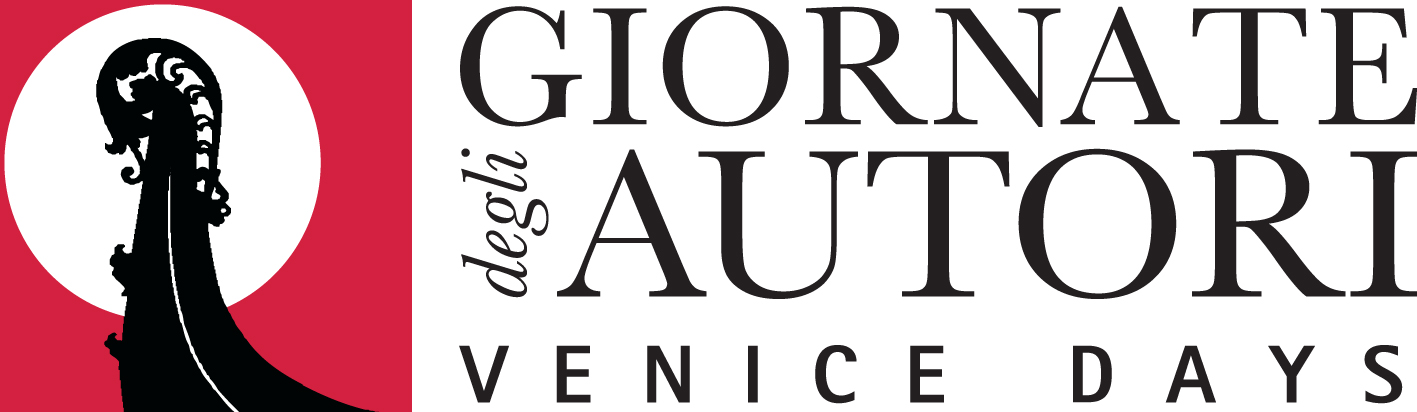 GIORNATE
degli AUTORI
VENICE DAYS